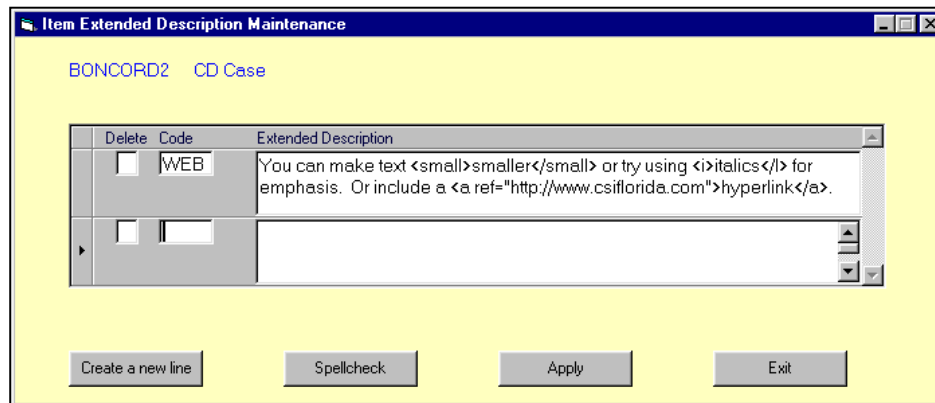 Item Extended Description Maintenance
BONCORD2 CD Case
Delete Code Extended Description
WEB You can make text <small>smaller</small> or try using <i>italics</I> for
emphasis. Or include a <a ref="http://www.csiflorida.com">hyperlink</a>.
Create a new line Spellcheck Apply Exit